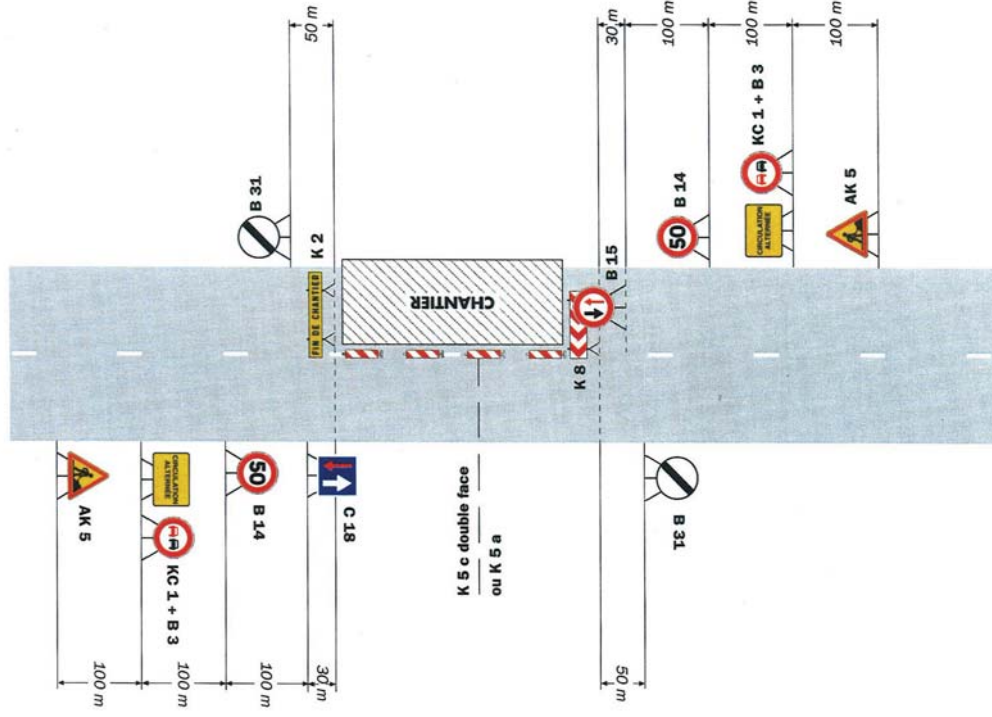 50 m
B 31
K 2
FIN DE CHANTIER
CHANTIER
K 8
B 15
30 m
100 m
100 m
100 m
50
B 14
CIRCULATION
ALTERNÉE
KC 1 + B 3
AK 5
AK 5
CIRCULATION
ALTERNÉE
KC 1 + B 3
50
B 14
C 18
K 5 c double face
ou K 5 a
B 31
100 m
100 m
100 m
30 m
50 m